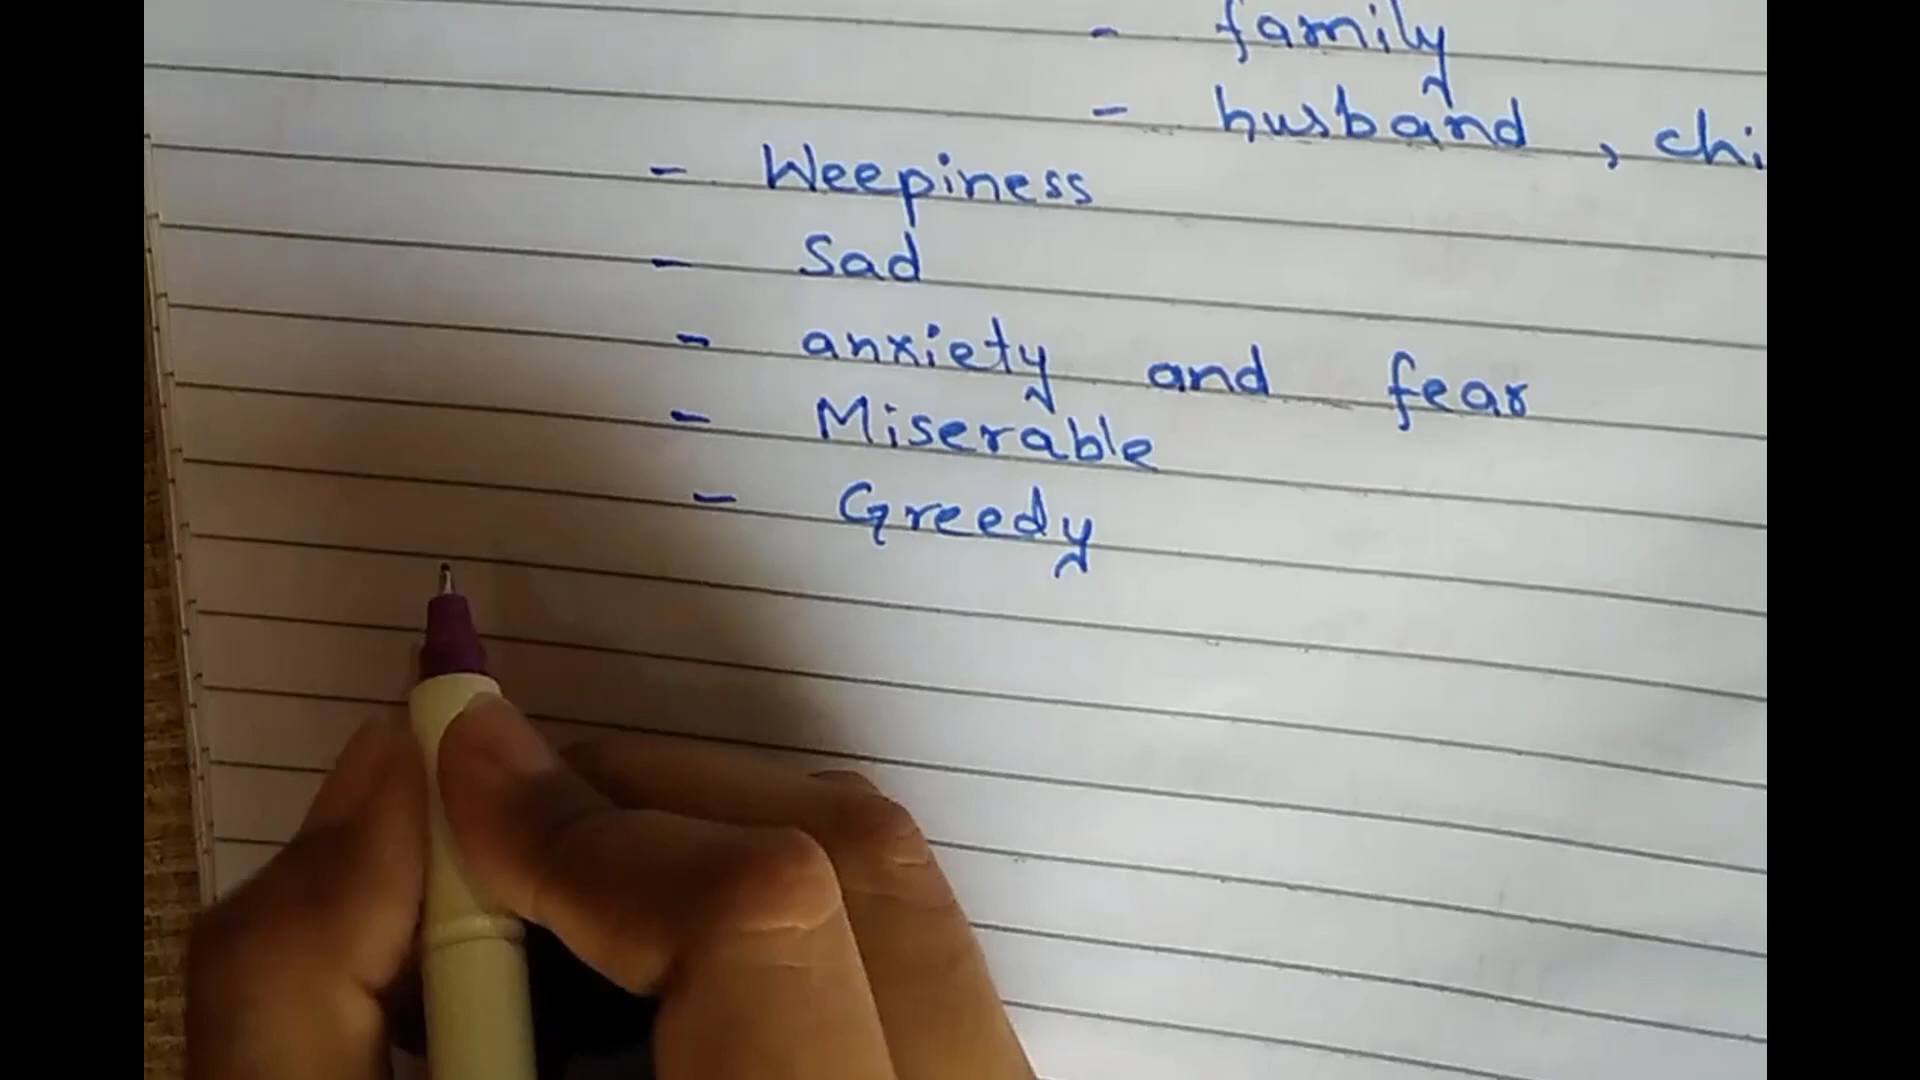 - family
- husband, chi
- Weepiness
- Sad
- anxiety and fear
- Miserable
- Greedy